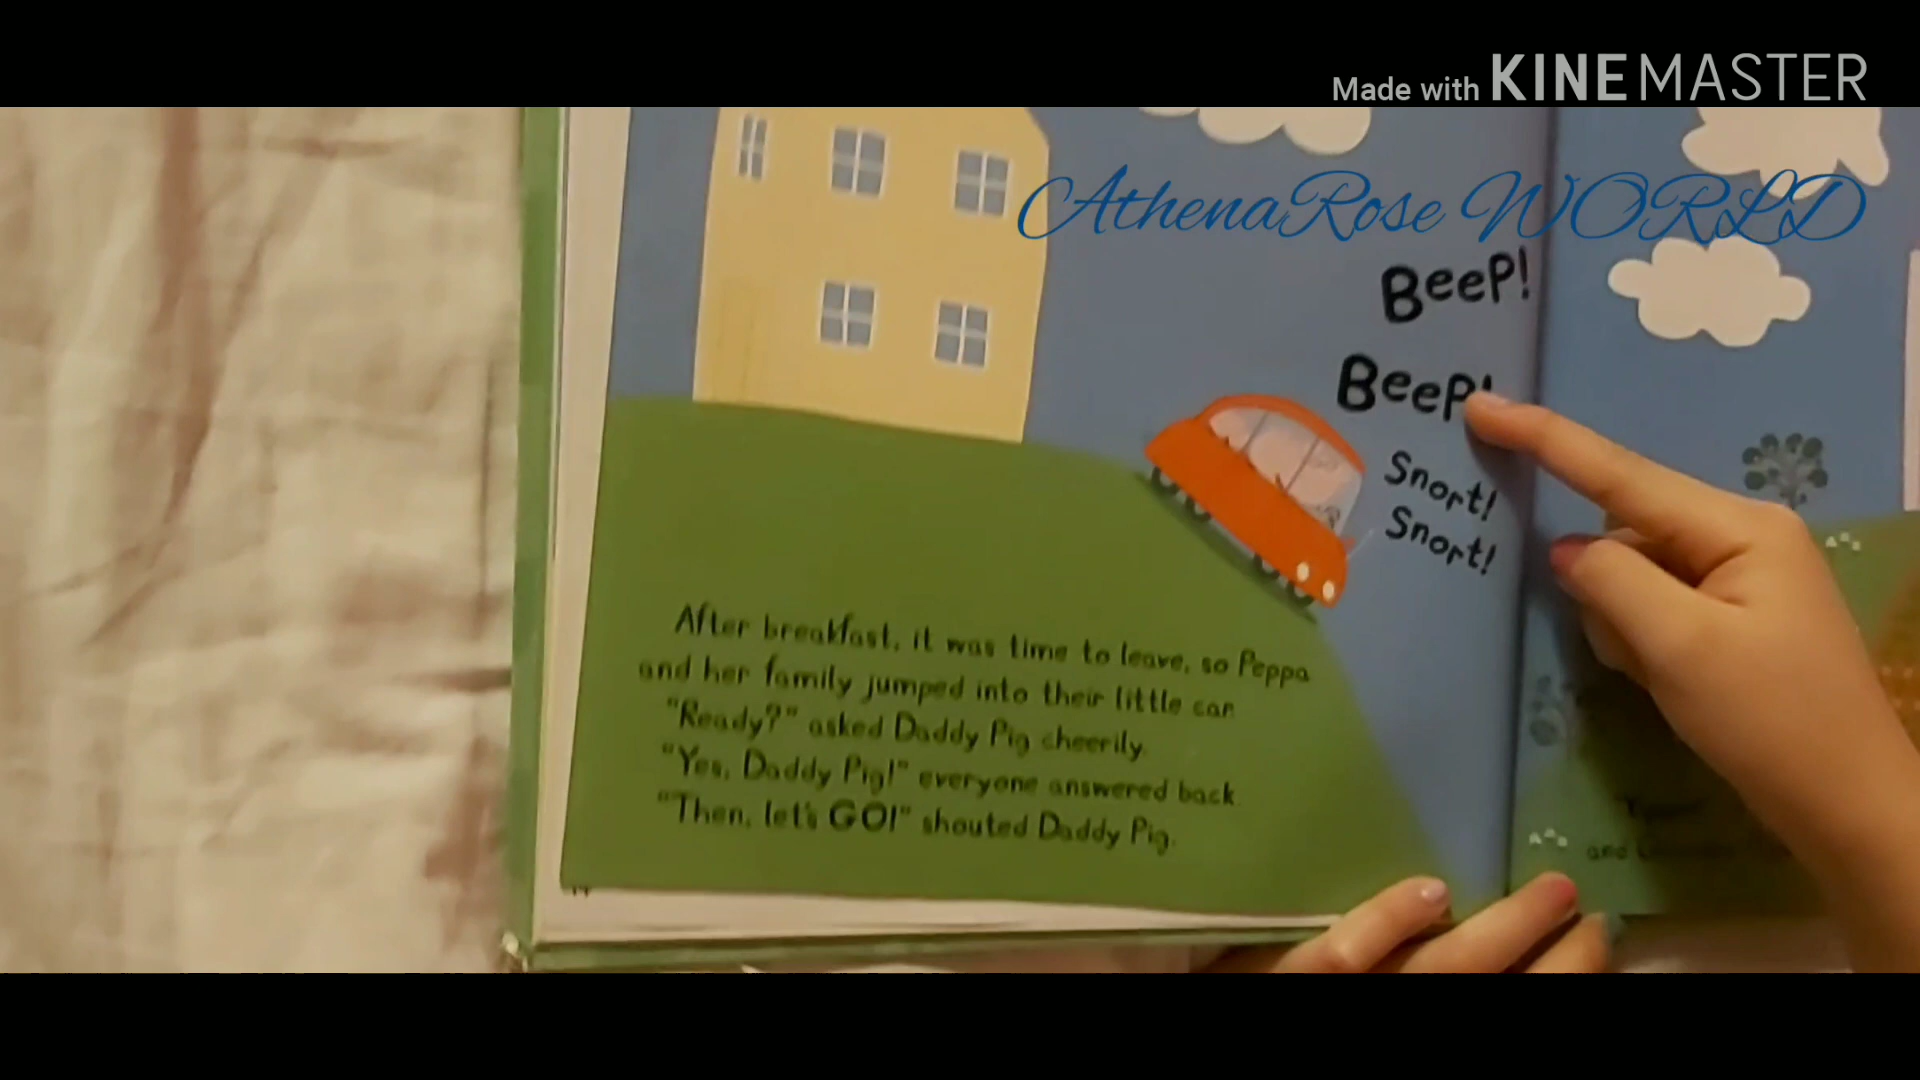 Made with KINEMASTER
AthenaRose WORLD
Beep!
Beep!
Snort!
Snort!
After breakfast, it was time to leave, so Peppa
and her family jumped into their little car.
"Ready?" asked Daddy Pig cheerily.
"Yes, Daddy Pig!" everyone answered back.
"Then, let's GO!" shouted Daddy Pig.
and